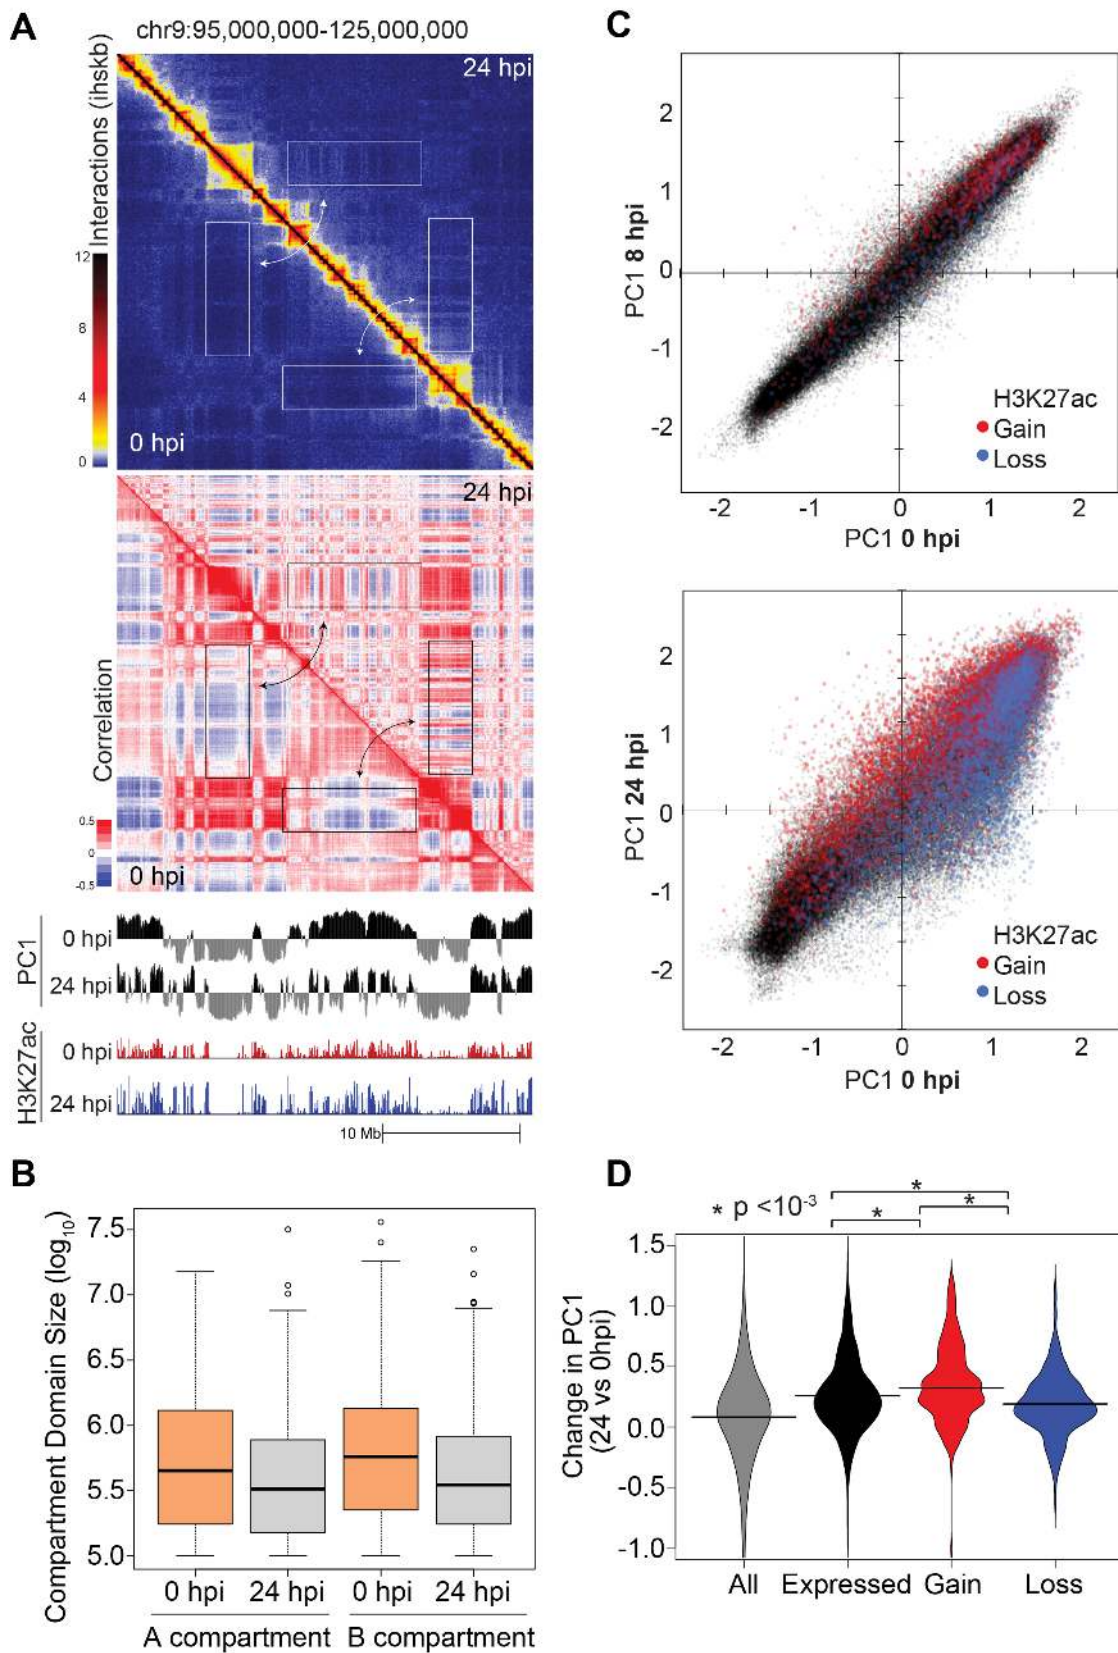 A
chr9:95,000,000-125,000,000
24 hpi
Interactions (ihskb)
12
8
4
0
0 hpi
24 hpi
Correlation
0.5
0
-0.5
0 hpi
PC1
0 hpi
24 hpi
H3K27ac
0 hpi
24 hpi
10 Mb
B
Compartment Domain Size (log10)
7.5
7.0
6.5
6.0
5.5
5.0
0 hpi 24 hpi 0 hpi 24 hpi
A compartment B compartment
C
PC1 8 hpi
2
1
0
-1
-2
H3K27ac
Gain
Loss
-2 -1 0 1 2
PC1 0 hpi
PC1 24 hpi
2
1
0
-1
-2
H3K27ac
Gain
Loss
-2 -1 0 1 2
PC1 0 hpi
D
* p <10-3
*
*
*
Change in PC1
(24 vs 0hpi)
1.5
1.0
0.5
0.0
-0.5
-1.0
All Expressed Gain Loss